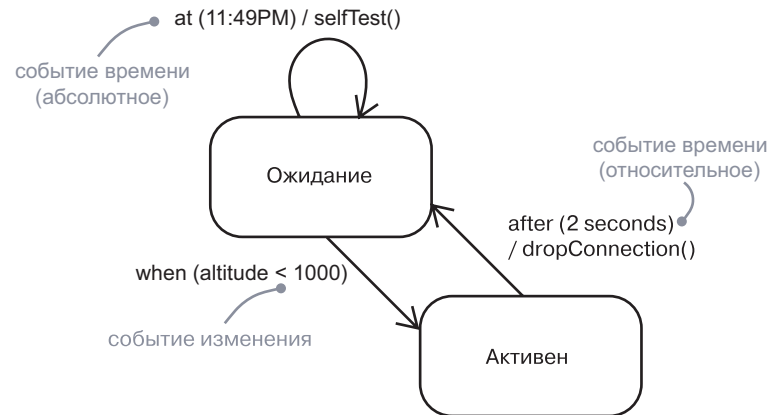 at (11:49PM) / selfTest()
событие времени
(абсолютное)
Ожидание
событие времени
(относительное)
after (2 seconds)
/ dropConnection()
when (altitude < 1000)
событие изменения
Активен